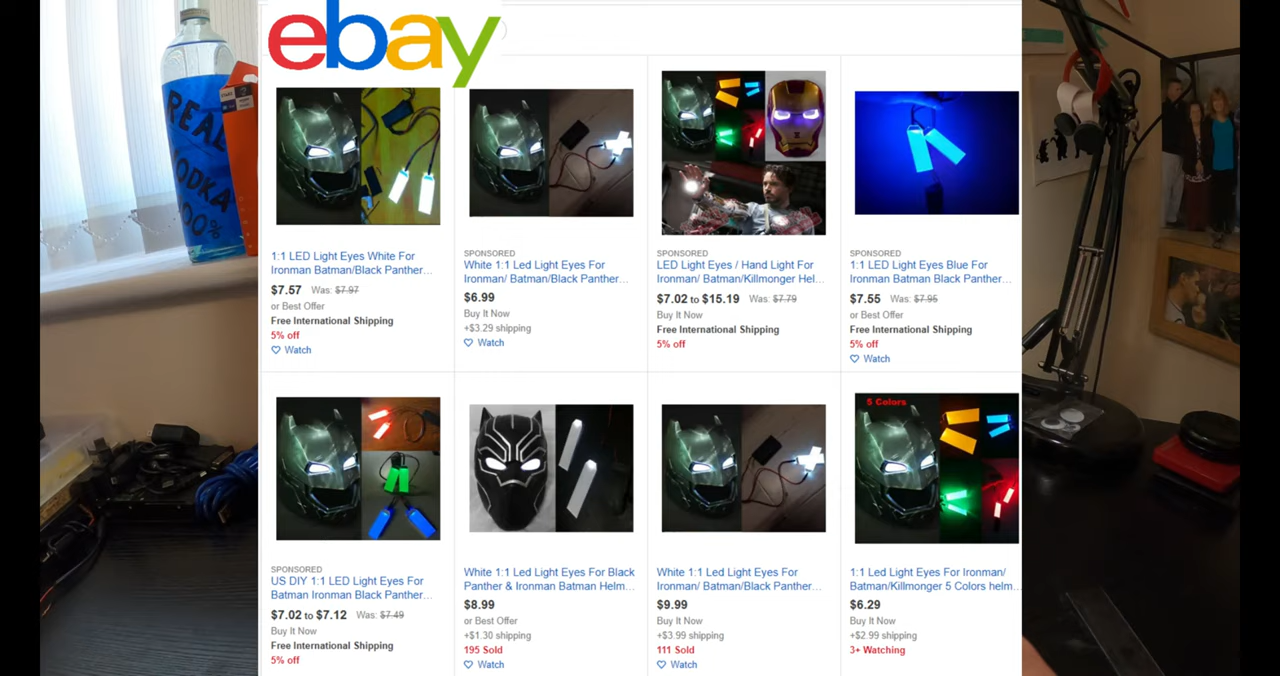 ebay
REAL
VODKA
100%
1:1 LED Light Eyes White For
Ironman Batman/Black Panther...
$7.57 Was: $7.97
or Best Offer
Free International Shipping
5% off
Watch
SPONSORED
White 1:1 Led Light Eyes For
Ironman/ Batman/Black Panther...
$6.99
Buy It Now
+$3.29 shipping
Watch
SPONSORED
LED Light Eyes / Hand Light For
Ironman/ Batman/Killmonger Hel...
$7.02 to $15.19 Was: $7.79
Buy It Now
Free International Shipping
5% off
SPONSORED
1:1 LED Light Eyes Blue For
Ironman Batman Black Panther...
$7.55 Was: $7.95
or Best Offer
Free International Shipping
5% off
Watch
SPONSORED
US DIY 1:1 LED Light Eyes For
Batman Ironman Black Panther...
$7.02 to $7.12 Was: $7.49
Buy It Now
Free International Shipping
5% off
White 1:1 Led Light Eyes For Black
Panther & Ironman Batman Helm...
$8.99
or Best Offer
+$1.30 shipping
195 Sold
Watch
White 1:1 Led Light Eyes For
Ironman/ Batman/Black Panther...
$9.99
Buy It Now
+$3.99 shipping
111 Sold
Watch
5 Colors
1:1 Led Light Eyes For Ironman/
Batman/Killmonger 5 Colors helm...
$6.29
Buy It Now
+$2.99 shipping
3+ Watching